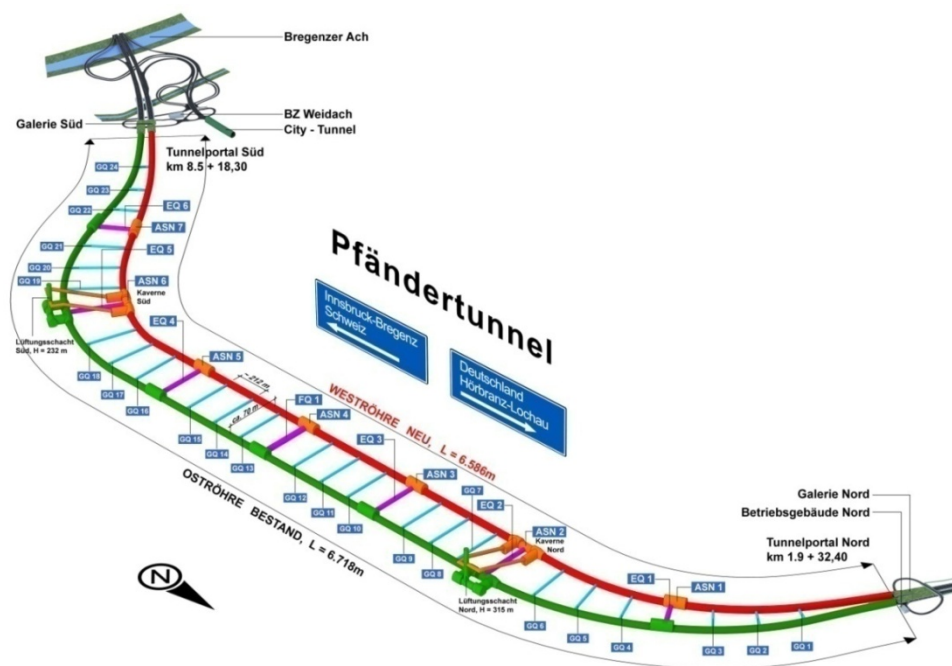 Bregenzer Ach
BZ Weidach
City - Tunnel
Galerie Süd
Tunnelportal Süd
km 8.5 + 18,30
GQ 24
GQ 23
GQ 22
EQ 6
ASN 7
GQ 21
EQ 5
GQ 20
GQ 19
ASN 6
Kaverne
Süd
Lüftungsschacht
Süd, H = 232 m
EQ 4
ASN 5
GQ 18
GQ 17
GQ 16
~ 212 m
ca. 70 m
FQ 1
ASN 4
GQ 15
GQ 14
GQ 13
Pfändertunnel
Innsbruck-Bregenz
Schweiz
Deutschland
Hörbranz-Lochau
WESTRÖHRE NEU, L = 6.586m
OSTRÖHRE BESTAND, L = 6.718m
EQ 3
ASN 3
GQ 12
GQ 11
GQ 10
GQ 7
EQ 2
ASN 2
Kaverne
Nord
GQ 9
GQ 8
Lüftungsschacht
Nord, H = 315 m
Galerie Nord
Betriebsgebäude Nord
Tunnelportal Nord
km 1.9 + 32,40
EQ 1
ASN 1
GQ 6
GQ 5
GQ 4
GQ 3
GQ 2
GQ 1
N